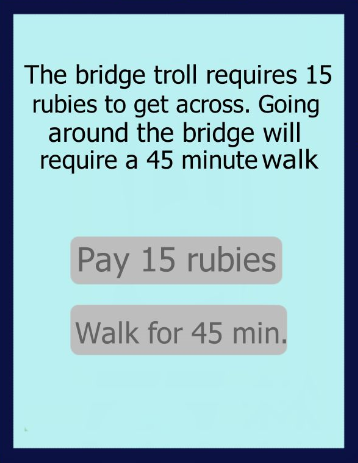 The bridge troll requires 15
rubies to get across. Going
around the bridge will
require a 45 minute walk
Pay 15 rubies
Walk for 45 min.